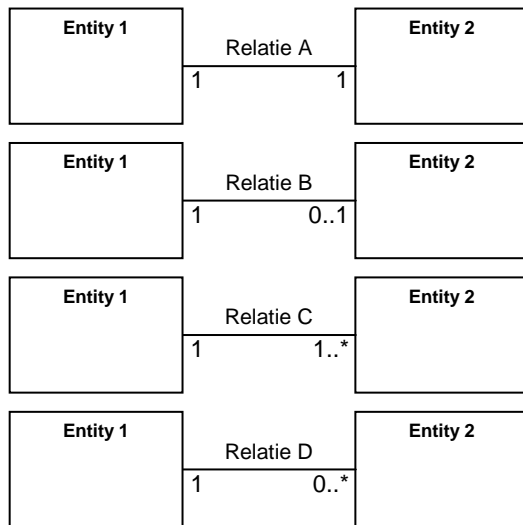 Entity 1
Relatie A
Entity 2
1
1
Entity 1
Relatie B
Entity 2
1
0..1
Entity 1
Relatie C
Entity 2
1
1..*
Entity 1
Relatie D
Entity 2
1
0..*